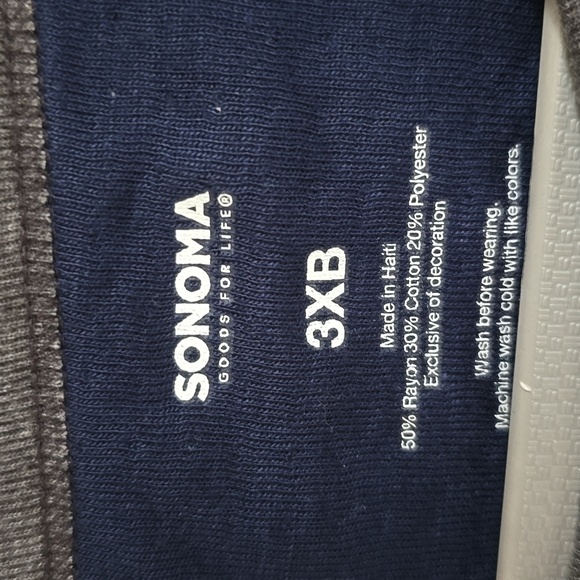 SONOMA
GOODS FOR LIFE®
3XB
Made in Haiti
50% Rayon 30% Cotton 20% Polyester
Exclusive of decoration
Wash before wearing.
Machine wash cold with like colors.